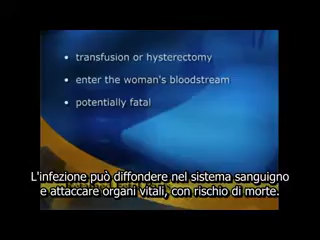 • transfusion or hysterectomy
• enter the woman's bloodstream
• potentially fatal
L'infezione può diffondere nel sistema sanguigno
e attaccare organi vitali, con rischio di morte.